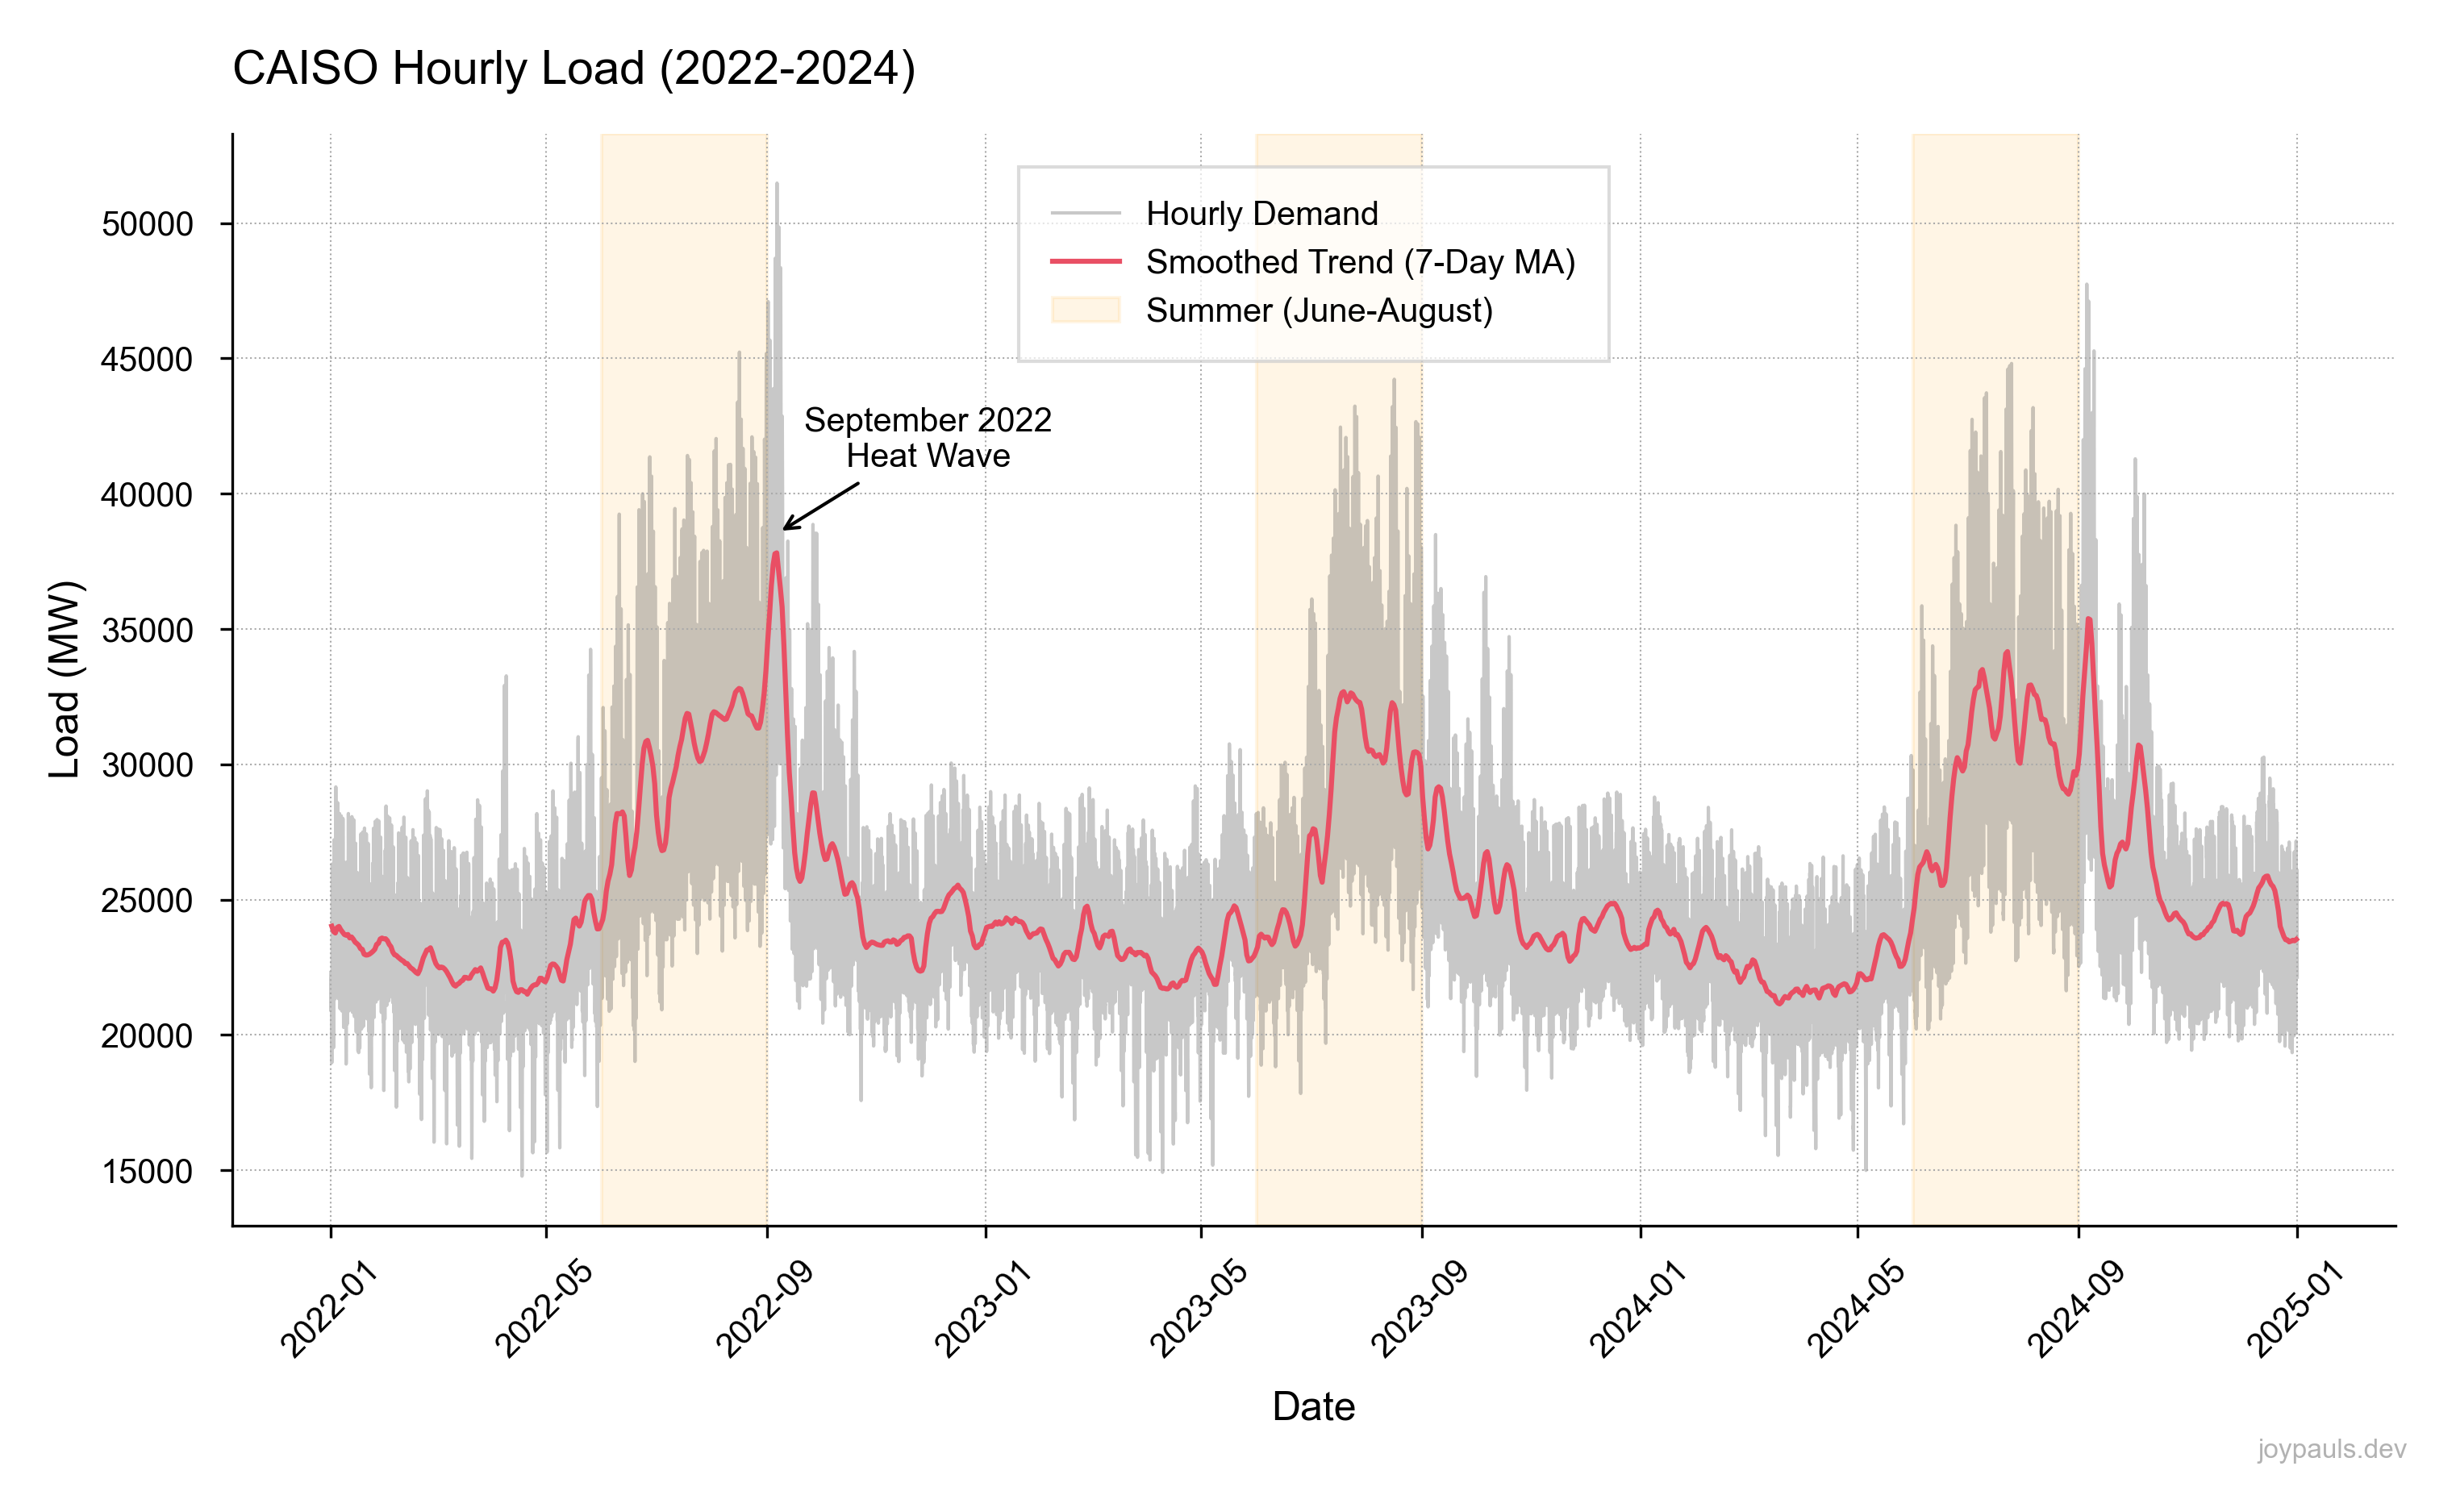 CAISO Hourly Load (2022-2024)
Hourly Demand
Smoothed Trend (7-Day MA)
Summer (June-August)
September 2022
Heat Wave
Load (MW)
50000
45000
40000
35000
30000
25000
20000
15000
2022-01
2022-05
2022-09
2023-01
2023-05
2023-09
2024-01
2024-05
2024-09
2025-01
Date
joypauls.dev